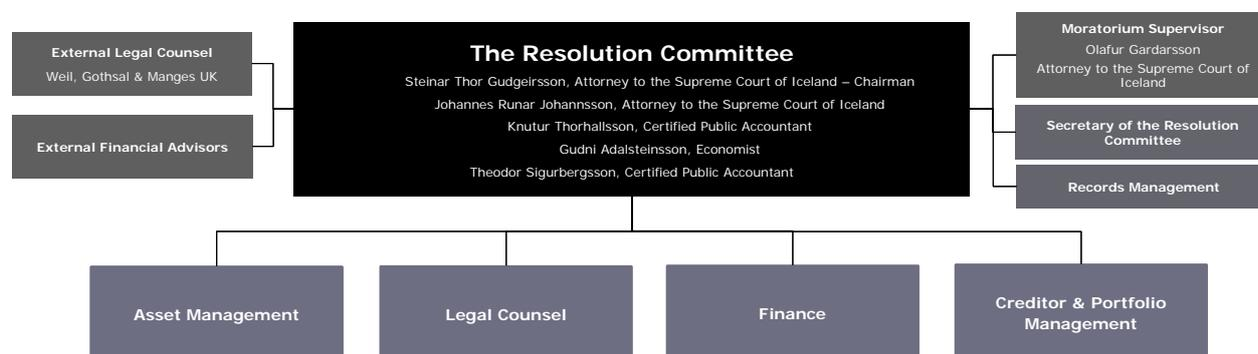 External Legal Counsel
Weil, Gothsal & Manges UK
External Financial Advisors
The Resolution Committee
Steinar Thor Gudgeirsson, Attorney to the Supreme Court of Iceland – Chairman
Johannes Runar Johannsson, Attorney to the Supreme Court of Iceland
Knutur Thorhallsson, Certified Public Accountant
Gudni Adalsteinsson, Economist
Theodor Sigurbergsson, Certified Public Accountant
Moratorium Supervisor
Olafur Gardarsson
Attorney to the Supreme Court of
Iceland
Secretary of the Resolution
Committee
Records Management
Asset Management
Legal Counsel
Finance
Creditor & Portfolio
Management